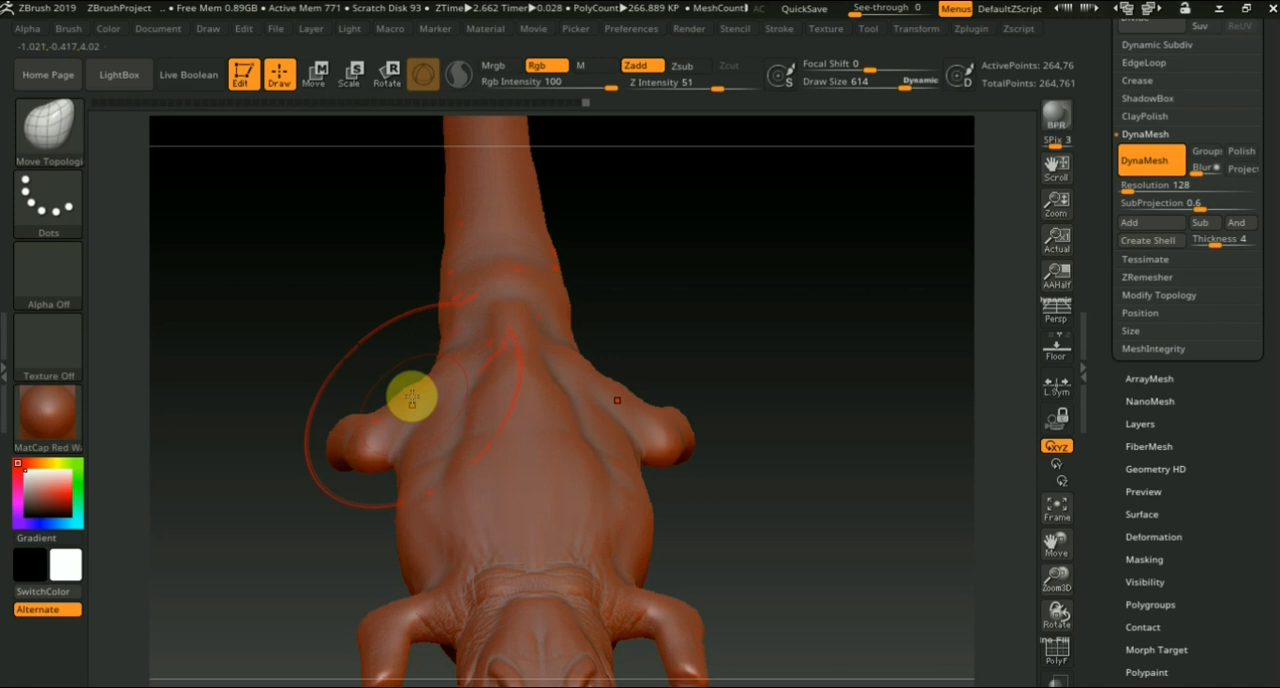 ZBrush 2019 ZBrushProject .. • Free Mem 0.89GB • Active Mem 771 • Scratch Disk 93 • ZTime▶2.662 Timer▶0.028 • PolyCount▶266.889 KP • MeshCount▶ AC QuickSave See-through 0 Menus DefaultZScript
Alpha Brush Color Document Draw Edit File Layer Light Macro Marker Material Movie Picker Preferences Render Stencil Stroke Texture Tool Transform Zplugin Zscript
-1.021,-0.417,4.02
Home Page LightBox Live Boolean Edit Draw Move Scale Rotate
Mrgb Rgb M Zadd Zsub Zcut
Rgb Intensity 100 Z Intensity 51
S Focal Shift 0
Draw Size 614 Dynamic
D ActivePoints: 264,76
TotalPoints: 264,761
Move Topologi
Dots
Alpha Off
Texture Off
MatCap Red W
Gradient
SwitchColor
Alternate
BPR
SPix 3
Scroll
Zoom
Actual
AAHalf
Dynamic
Persp
Floor
L.Sym
XYZ
Y
Z
Frame
Move
Zoom3D
Rotate
PolyF
Divide Suv ReUV
Dynamic Subdiv
EdgeLoop
Crease
ShadowBox
ClayPolish
DynaMesh
DynaMesh Groups Polish
Blur Project
Resolution 128
SubProjection 0.6
Add Sub And
Create Shell Thickness 4
Tessimate
ZRemesher
Modify Topology
Position
Size
MeshIntegrity
ArrayMesh
NanoMesh
Layers
FiberMesh
Geometry HD
Preview
Surface
Deformation
Masking
Visibility
Polygroups
Contact
Morph Target
Polypaint